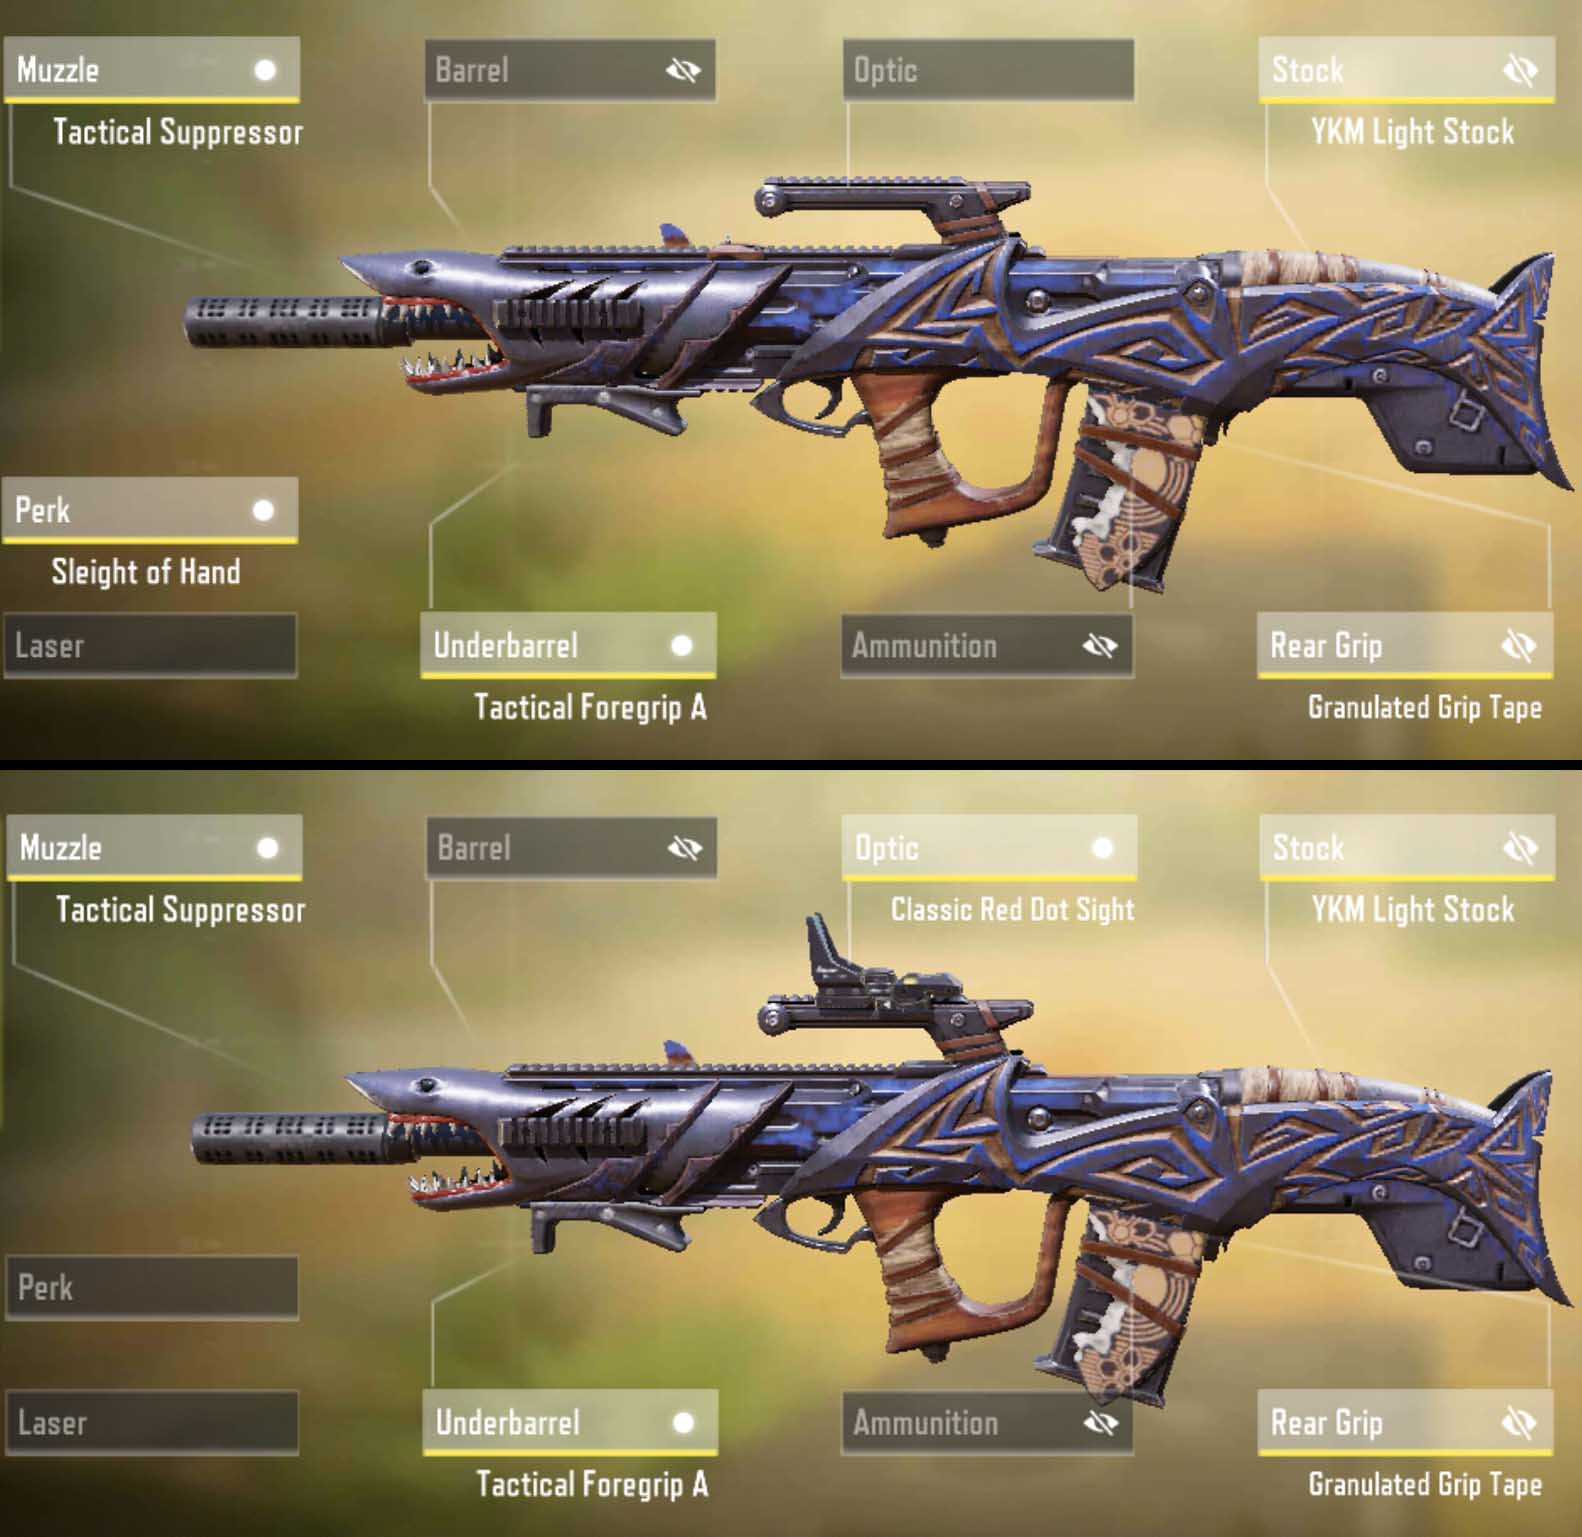 Muzzle
Barrel
Optic
Stock
Tactical Suppressor
YKM Light Stock
Perk
Sleight of Hand
Laser
Underbarrel
Ammunition
Rear Grip
Tactical Foregrip A
Granulated Grip Tape
Muzzle
Barrel
Optic
Stock
Tactical Suppressor
Classic Red Dot Sight
YKM Light Stock
Perk
Laser
Underbarrel
Ammunition
Rear Grip
Tactical Foregrip A
Granulated Grip Tape